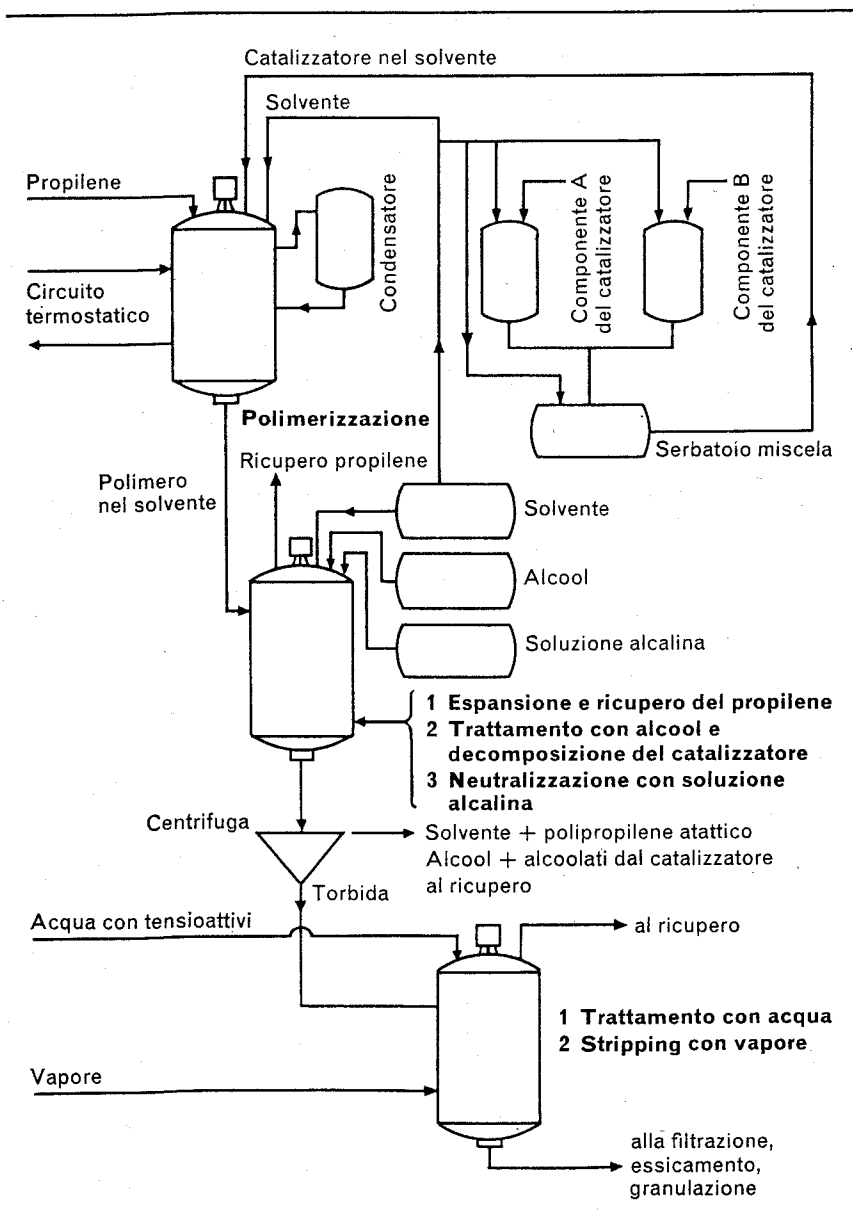 Catalizzatore nel solvente
Solvente
Propilene
Condensatore
Componente A
del catalizzatore
Componente B
del catalizzatore
Circuito
termostatico
Polimerizzazione
Serbatoio miscela
Ricupero propilene
Polimero
nel solvente
Solvente
Alcool
Soluzione alcalina
1 Espansione e ricupero del propilene
2 Trattamento con alcool e
decomposizione del catalizzatore
3 Neutralizzazione con soluzione
alcalina
Centrifuga
Solvente + polipropilene atattico
Alcool + alcoolati dal catalizzatore
al ricupero
Torbida
Acqua con tensioattivi
al ricupero
1 Trattamento con acqua
2 Stripping con vapore
Vapore
alla filtrazione,
essicamento,
granulazione